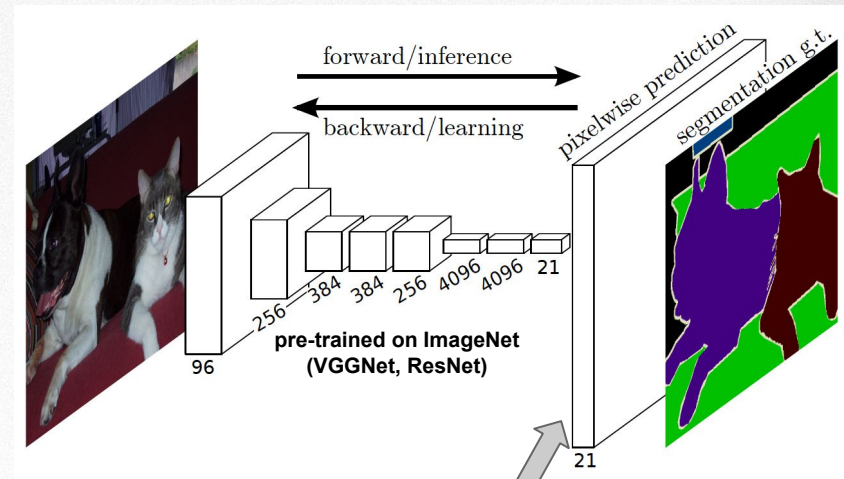 forward/inference
backward/learning
pixelwise prediction
segmentation g.t.
96
256
384
384
256
4096
4096
21
pre-trained on ImageNet
(VGGNet, ResNet)
21